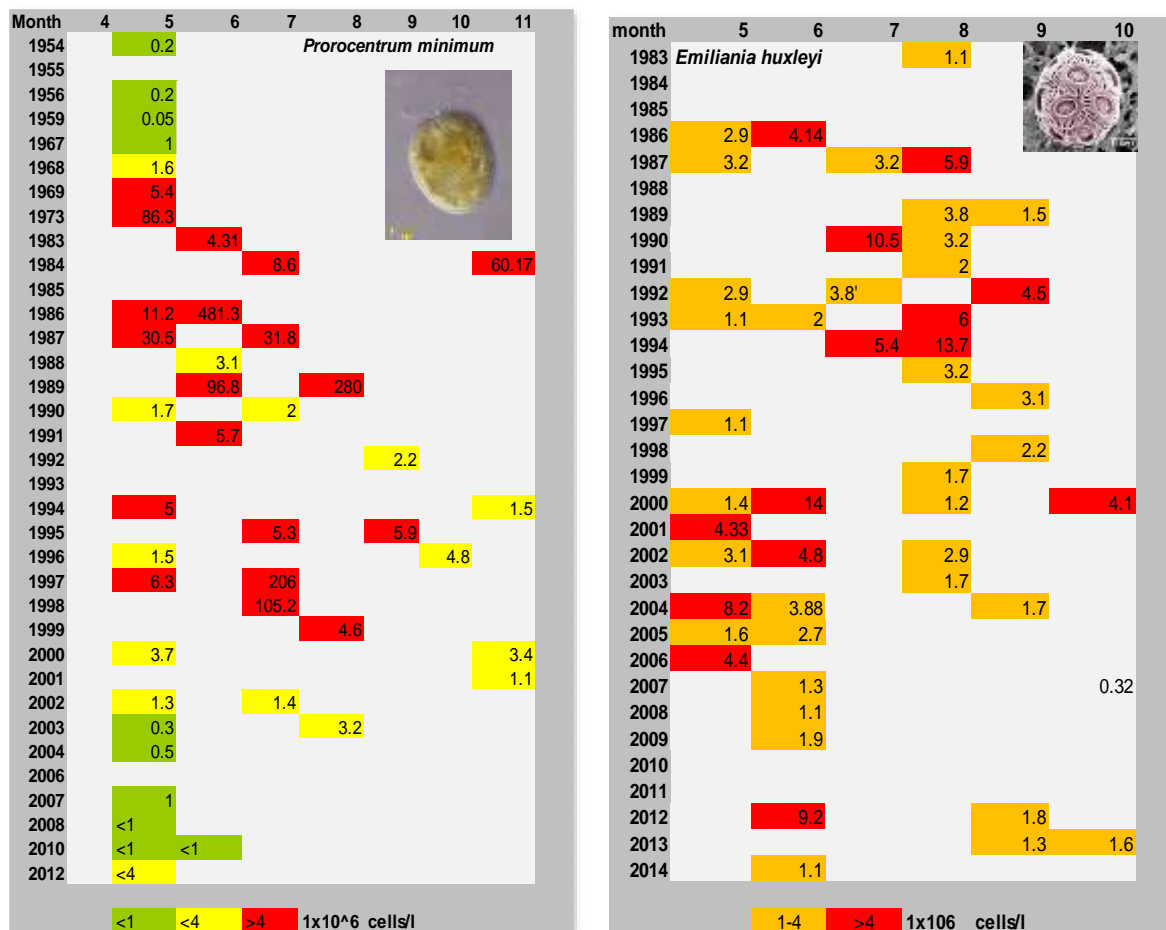 Month 4 5 6 7 8 9 10 11
1954 0.2 Prorocentrum minimum
1955
1956 0.2
1959 0.05
1967 1
1968 1.6
1969 5.4
1973 86.3
1983 4.31
1984 8.6 60.17
1985
1986 11.2 481.3
1987 30.5 31.8
1988 3.1
1989 96.8 280
1990 1.7 2
1991 5.7
1992 2.2
1993
1994 5 1.5
1995 5.3 5.9
1996 1.5 4.8
1997 6.3 206
1998 105.2
1999 4.6
2000 3.7 3.4
2001 1.1
2002 1.3 1.4
2003 0.3 3.2
2004 0.5
2006
2007 1
2008 <1
2010 <1 <1
2012 <4
<1 <4 >4 1x10^6 cells/l
month 5 6 7 8 9 10
1983 Emiliania huxleyi 1.1
1984
1985
1986 2.9 4.14
1987 3.2 3.2 5.9
1988
1989 3.8 1.5
1990 10.5 3.2
1991 2
1992 2.9 3.8' 4.5
1993 1.1 2 6
1994 5.4 13.7
1995 3.2
1996 3.1
1997 1.1
1998 2.2
1999 1.7
2000 1.4 14 1.2 4.1
2001 4.33
2002 3.1 4.8 2.9
2003 1.7
2004 8.2 3.88 1.7
2005 1.6 2.7
2006 4.4
2007 1.3 0.32
2008 1.1
2009 1.9
2010
2011
2012 9.2 1.8
2013 1.3 1.6
2014 1.1
1-4 >4 1x106 cells/l